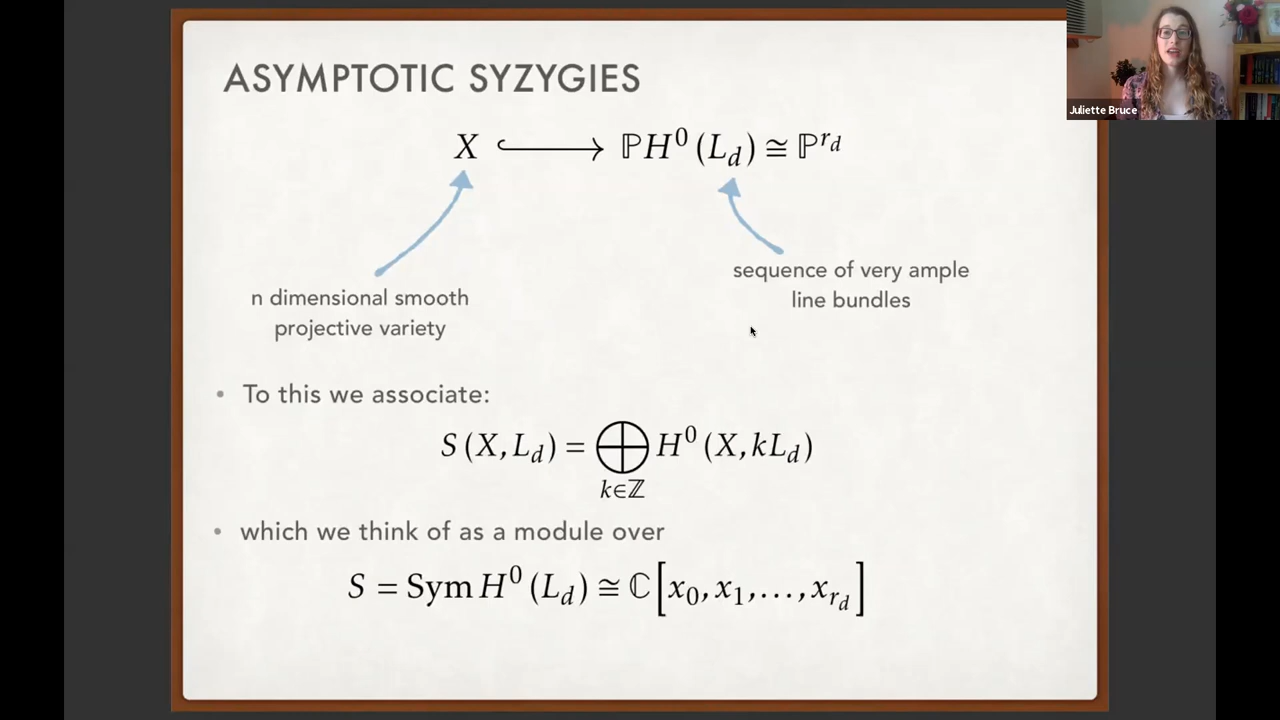 ASYMPTOTIC SYZYGIES
Juliette Bruce
X ↪ ℙH⁰(L_d) ≅ ℙ^{r_d}
sequence of very ample
line bundles
n dimensional smooth
projective variety
• To this we associate:
S(X, L_d) = ⊕_{k∈ℤ} H⁰(X, kL_d)
• which we think of as a module over
S = Sym H⁰(L_d) ≅ ℂ[x₀, x₁, …, x_{r_d}]